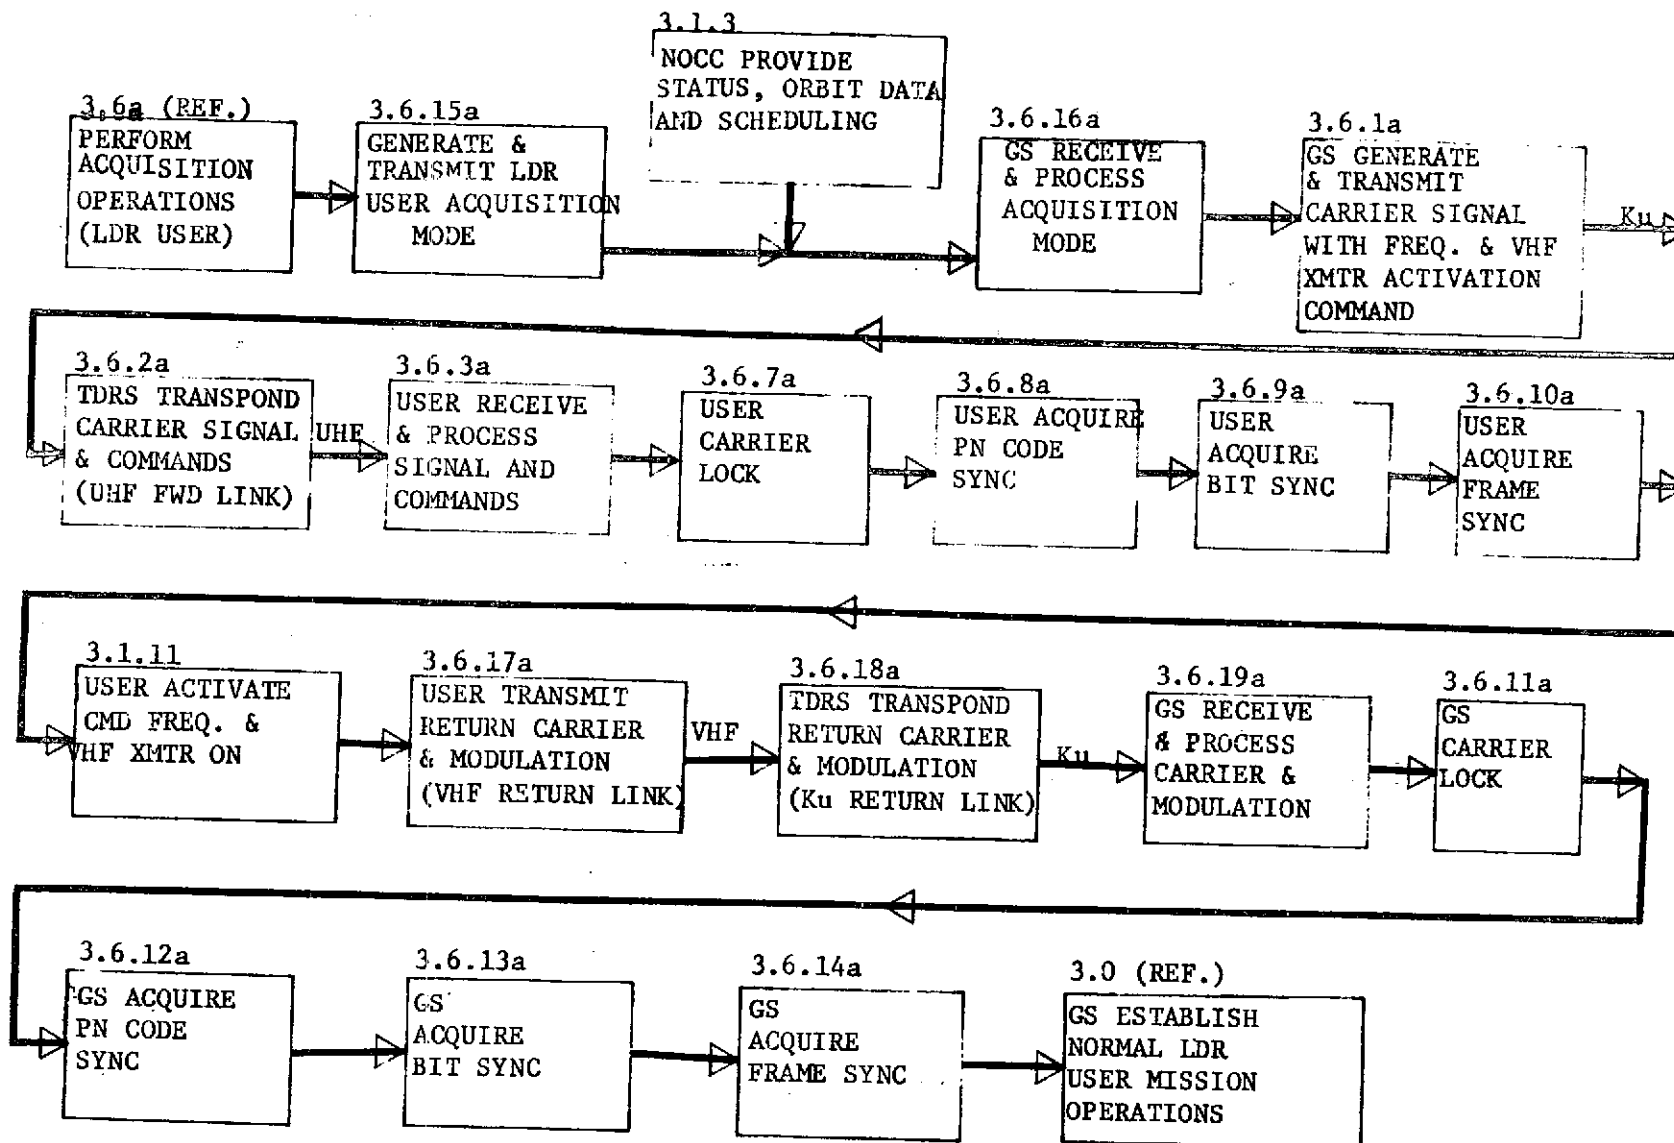 3.6a (REF.)
PERFORM
ACQUISITION
OPERATIONS
(LDR USER)
3.6.15a
GENERATE &
TRANSMIT LDR
USER ACQUISITION
MODE
3.1.3
NOCC PROVIDE
STATUS, ORBIT DATA
AND SCHEDULING
3.6.16a
GS RECEIVE
& PROCESS
ACQUISITION
MODE
3.6.1a
GS GENERATE
& TRANSMIT
CARRIER SIGNAL
WITH FREQ. & VHF
XMTR ACTIVATION
COMMAND
Ku
3.6.2a
TDRS TRANSPOND
CARRIER SIGNAL
& COMMANDS
(UHF FWD LINK)
UHF
3.6.3a
USER RECEIVE
& PROCESS
SIGNAL AND
COMMANDS
3.6.7a
USER
CARRIER
LOCK
3.6.8a
USER ACQUIRE
PN CODE
SYNC
3.6.9a
USER
ACQUIRE
BIT SYNC
3.6.10a
USER
ACQUIRE
FRAME
SYNC
3.1.11
USER ACTIVATE
CMD FREQ. &
VHF XMTR ON
3.6.17a
USER TRANSMIT
RETURN CARRIER
& MODULATION
(VHF RETURN LINK)
VHF
3.6.18a
TDRS TRANSPOND
RETURN CARRIER
& MODULATION
(Ku RETURN LINK)
Ku
3.6.19a
GS RECEIVE
& PROCESS
CARRIER &
MODULATION
3.6.11a
GS
CARRIER
LOCK
3.6.12a
GS ACQUIRE
PN CODE
SYNC
3.6.13a
GS
ACQUIRE
BIT SYNC
3.6.14a
GS
ACQUIRE
FRAME SYNC
3.0 (REF.)
GS ESTABLISH
NORMAL LDR
USER MISSION
OPERATIONS